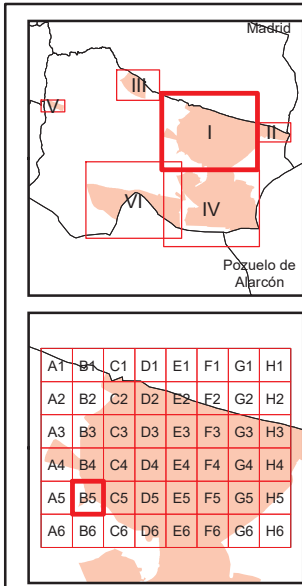 Madrid
III
V
I
II
VI
IV
Pozuelo de
Alarcón
A1 B1 C1 D1 E1 F1 G1 H1
A2 B2 C2 D2 E2 F2 G2 H2
A3 B3 C3 D3 E3 F3 G3 H3
A4 B4 C4 D4 E4 F4 G4 H4
A5 B5 C5 D5 E5 F5 G5 H5
A6 B6 C6 D6 E6 F6 G6 H6